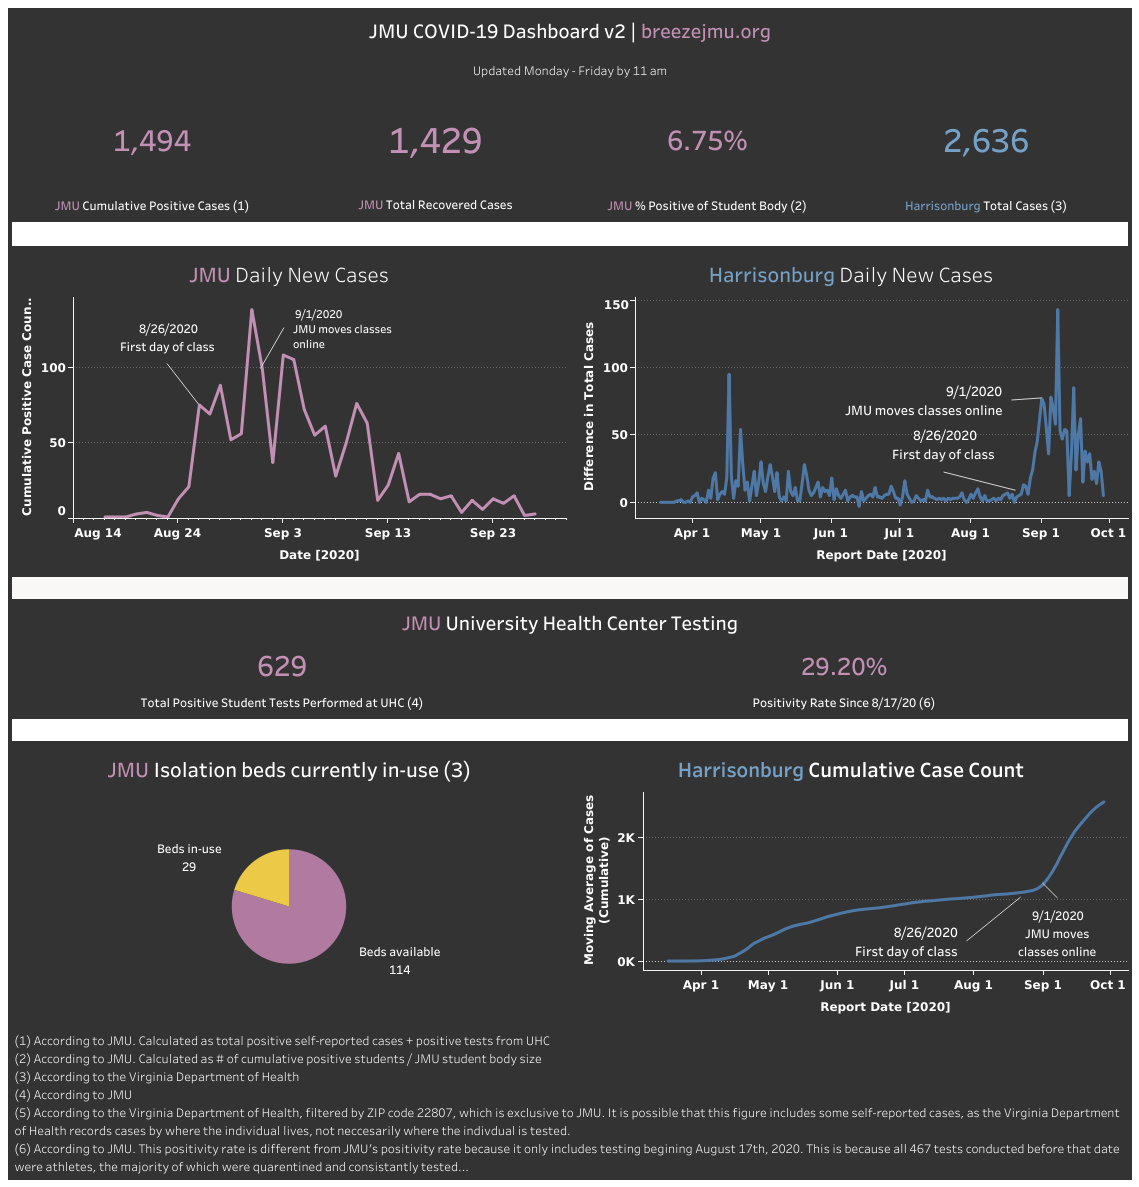 JMU COVID-19 Dashboard v2 | breezejmu.org
Updated Monday - Friday by 11 am
1,494
1,429
6.75%
2,636
JMU Cumulative Positive Cases (1)
JMU Total Recovered Cases
JMU % Positive of Student Body (2)
Harrisonburg Total Cases (3)
JMU Daily New Cases
Cumulative Positive Case Coun..
100
50
0
8/26/2020
First day of class
9/1/2020
JMU moves classes
online
Aug 14
Aug 24
Sep 3
Sep 13
Sep 23
Date [2020]
Harrisonburg Daily New Cases
Difference in Total Cases
150
100
50
0
9/1/2020
JMU moves classes online
8/26/2020
First day of class
Apr 1
May 1
Jun 1
Jul 1
Aug 1
Sep 1
Oct 1
Report Date [2020]
JMU University Health Center Testing
629
29.20%
Total Positive Student Tests Performed at UHC (4)
Positivity Rate Since 8/17/20 (6)
JMU Isolation beds currently in-use (3)
Beds in-use
29
Beds available
114
Harrisonburg Cumulative Case Count
Moving Average of Cases
(Cumulative)
2K
1K
0K
8/26/2020
First day of class
9/1/2020
JMU moves
classes online
Apr 1
May 1
Jun 1
Jul 1
Aug 1
Sep 1
Oct 1
Report Date [2020]
(1) According to JMU. Calculated as total positive self-reported cases + positive tests from UHC
(2) According to JMU. Calculated as # of cumulative positive students / JMU student body size
(3) According to the Virginia Department of Health
(4) According to JMU
(5) According to the Virginia Department of Health, filtered by ZIP code 22807, which is exclusive to JMU. It is possible that this figure includes some self-reported cases, as the Virginia Department
of Health records cases by where the individual lives, not neccesarily where the indivdual is tested.
(6) According to JMU. This positivity rate is different from JMU's positivity rate because it only includes testing begining August 17th, 2020. This is because all 467 tests conducted before that date
were athletes, the majority of which were quarentined and consistantly tested...